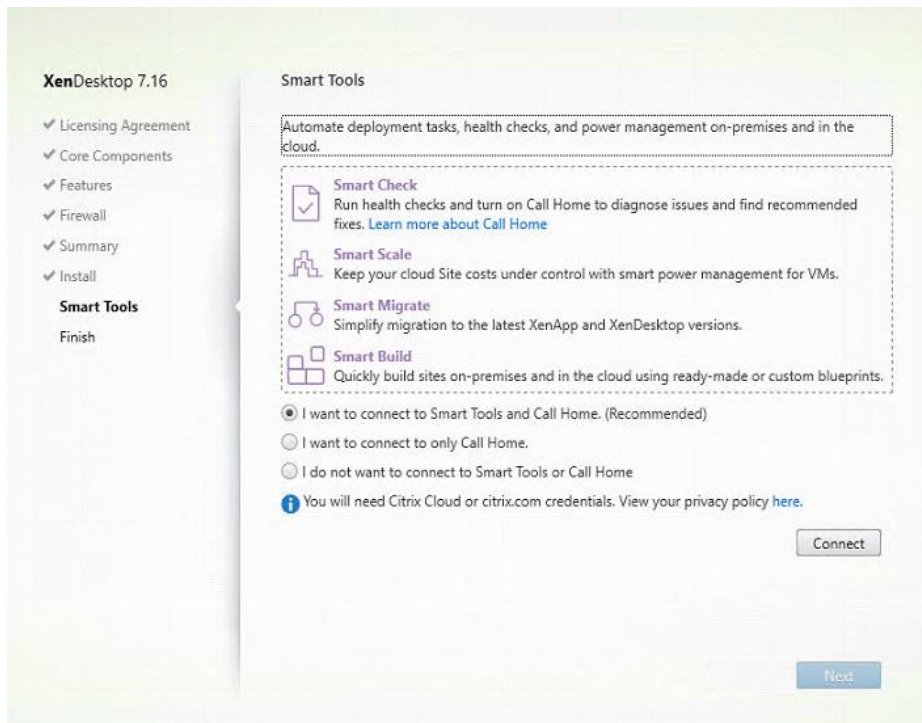 XenDesktop 7.16
Licensing Agreement
Core Components
Features
Firewall
Summary
Install
Smart Tools
Finish
Smart Tools
Automate deployment tasks, health checks, and power management on-premises and in the
cloud.
Smart Check
Run health checks and turn on Call Home to diagnose issues and find recommended
fixes. Learn more about Call Home
Smart Scale
Keep your cloud Site costs under control with smart power management for VMs.
Smart Migrate
Simplify migration to the latest XenApp and XenDesktop versions.
Smart Build
Quickly build sites on-premises and in the cloud using ready-made or custom blueprints.
I want to connect to Smart Tools and Call Home. (Recommended)
I want to connect to only Call Home.
I do not want to connect to Smart Tools or Call Home
You will need Citrix Cloud or citrix.com credentials. View your privacy policy here.
Connect
Next